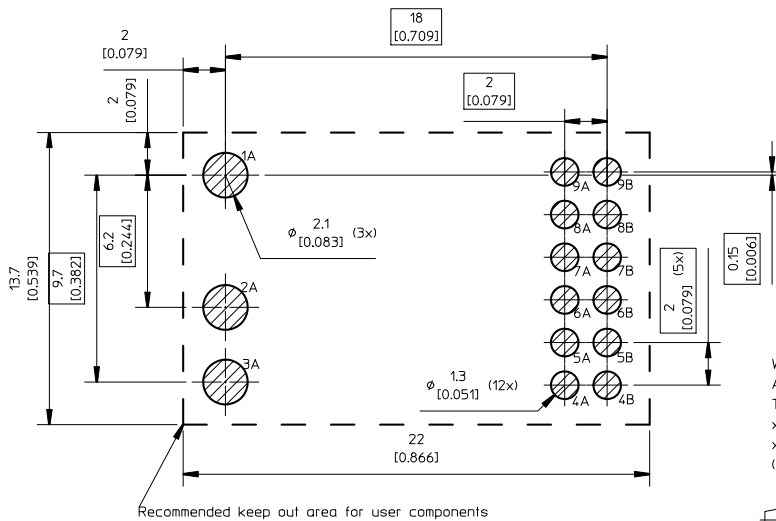 18
[0.709]
2
[0.079]
2
[0.079]
2
[0.079]
1A
9A
9B
8A
8B
7A
7B
6A
6B
5A
5B
4A
4B
2A
3A
ø 2.1 (3x)
[0.083]
6.2
[0.244]
9.7
[0.382]
13.7
[0.539]
ø 1.3 (12x)
[0.051]
2 (5x)
[0.079]
0.15
[0.006]
22
[0.866]
Recommended keep out area for user components
W
A
T
x
x
(